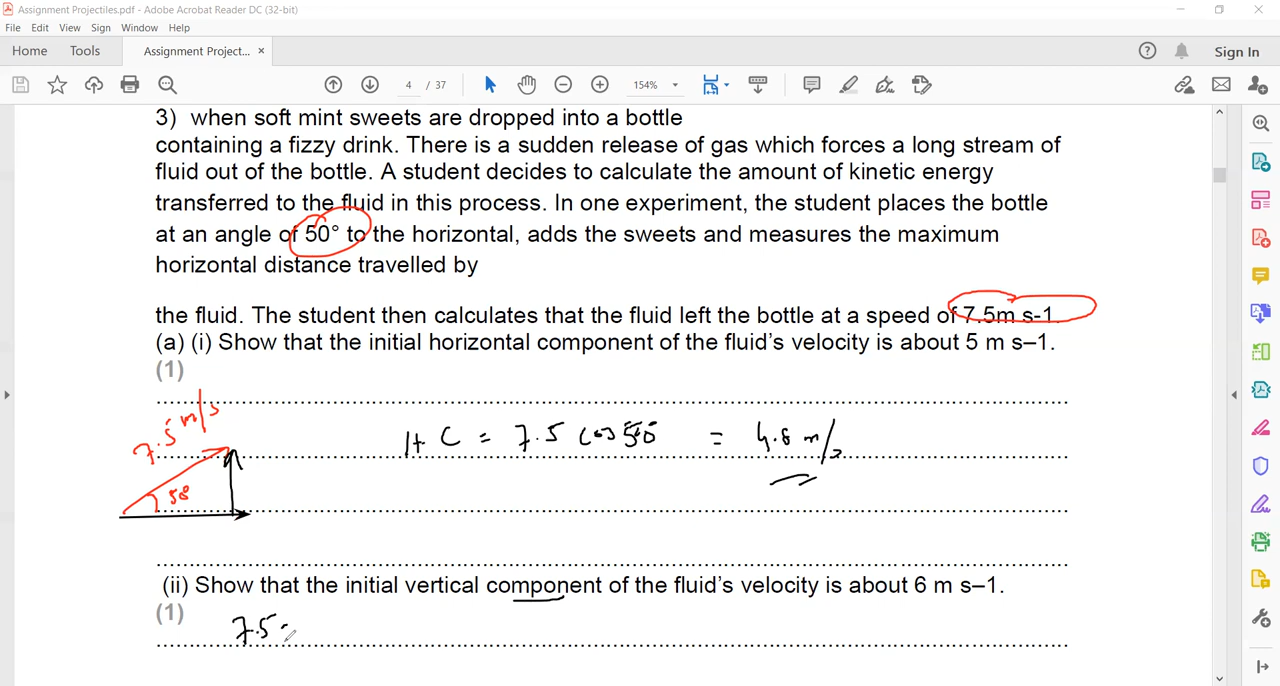 Assignment Projectiles.pdf - Adobe Acrobat Reader DC (32-bit)
File Edit View Sign Window Help
Home Tools Assignment Project... × Sign In
4 / 37 154%
3) when soft mint sweets are dropped into a bottle
containing a fizzy drink. There is a sudden release of gas which forces a long stream of
fluid out of the bottle. A student decides to calculate the amount of kinetic energy
transferred to the fluid in this process. In one experiment, the student places the bottle
at an angle of 50° to the horizontal, adds the sweets and measures the maximum
horizontal distance travelled by
the fluid. The student then calculates that the fluid left the bottle at a speed of 7.5m s-1
(a) (i) Show that the initial horizontal component of the fluid's velocity is about 5 m s–1.
(1)
7.5 m/s
H C = 7.5 cos 50 = 4.8 m/s
50
(ii) Show that the initial vertical component of the fluid's velocity is about 6 m s–1.
(1)
7.5